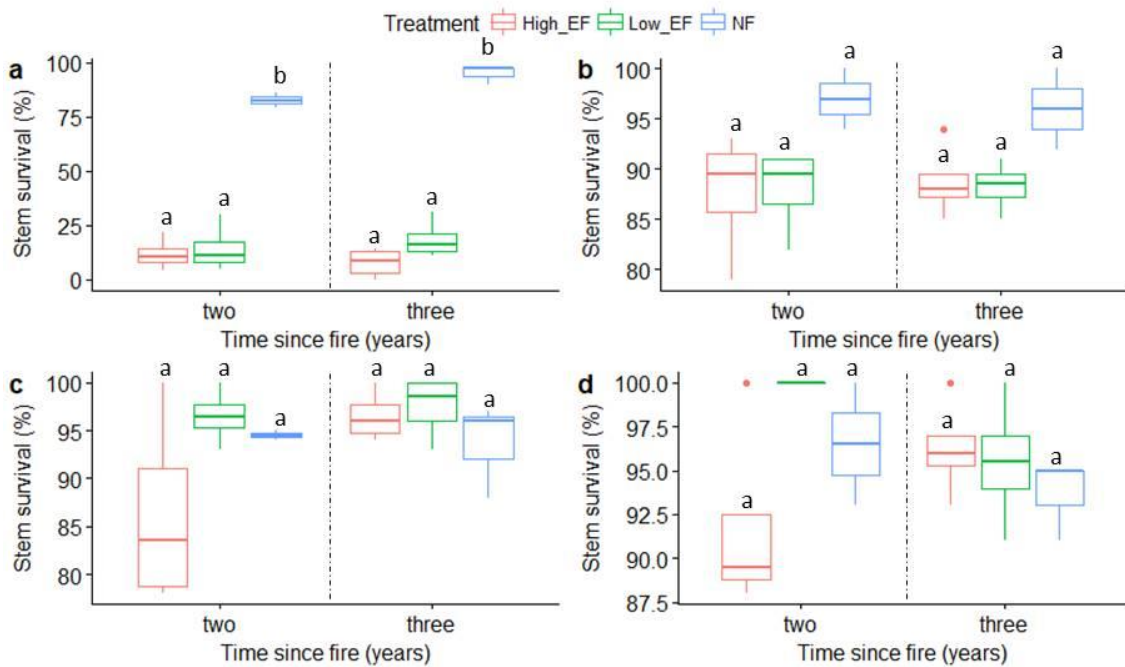 Treatment High_EF Low_EF NF
a
b
100
75
50
25
0
Stem survival (%)
a
a
b
a
a
b
two
three
Time since fire (years)
100
95
90
85
80
Stem survival (%)
a
a
a
a
a
a
two
three
Time since fire (years)
c
d
100
95
90
85
80
Stem survival (%)
a
a
a
a
a
a
two
three
Time since fire (years)
100.0
97.5
95.0
92.5
90.0
87.5
Stem survival (%)
a
a
a
a
a
a
two
three
Time since fire (years)